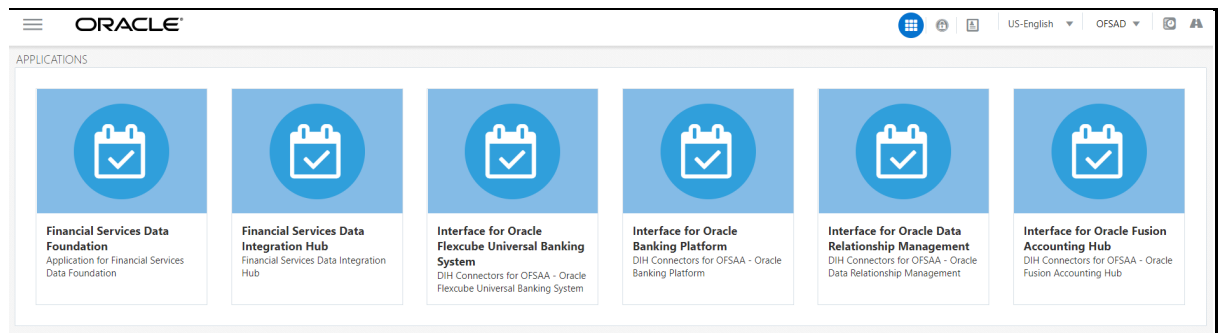 ORACLE
US-English
OFSAD
APPLICATIONS
Financial Services Data
Foundation
Application for Financial Services
Data Foundation
Financial Services Data
Integration Hub
Financial Services Data Integration
Hub
Interface for Oracle
Flexcube Universal Banking
System
DIH Connectors for OFSAA - Oracle
Flexcube Universal Banking System
Interface for Oracle
Banking Platform
DIH Connectors for OFSAA - Oracle
Banking Platform
Interface for Oracle Data
Relationship Management
DIH Connectors for OFSAA - Oracle
Data Relationship Management
Interface for Oracle Fusion
Accounting Hub
DIH Connectors for OFSAA - Oracle
Fusion Accounting Hub